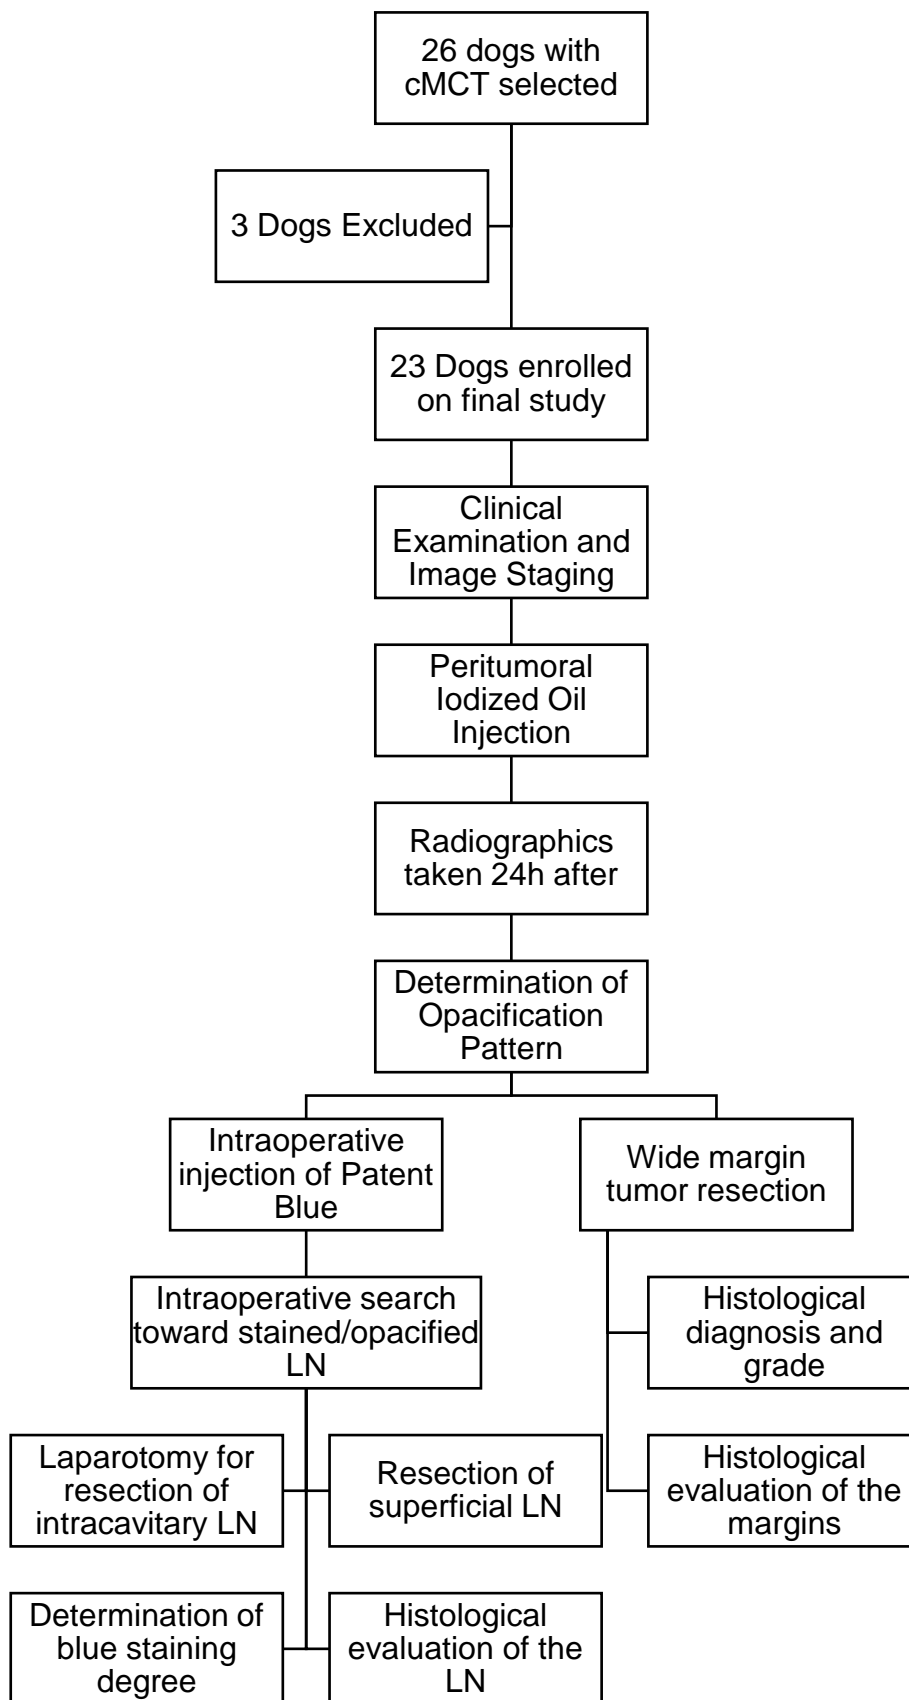 26 dogs with
cMCT selected
3 Dogs Excluded
23 Dogs enrolled
on final study
Clinical
Examination and
Image Staging
Peritumoral
Iodized Oil
Injection
Radiographics
taken 24h after
Determination of
Opacification
Pattern
Intraoperative
injection of Patent
Blue
Wide margin
tumor resection
Intraoperative search
toward stained/opacified
LN
Histological
diagnosis and
grade
Laparotomy for
resection of
intracavitary LN
Resection of
superficial LN
Histological
evaluation of the
margins
Determination of
blue staining
degree
Histological
evaluation of the
LN